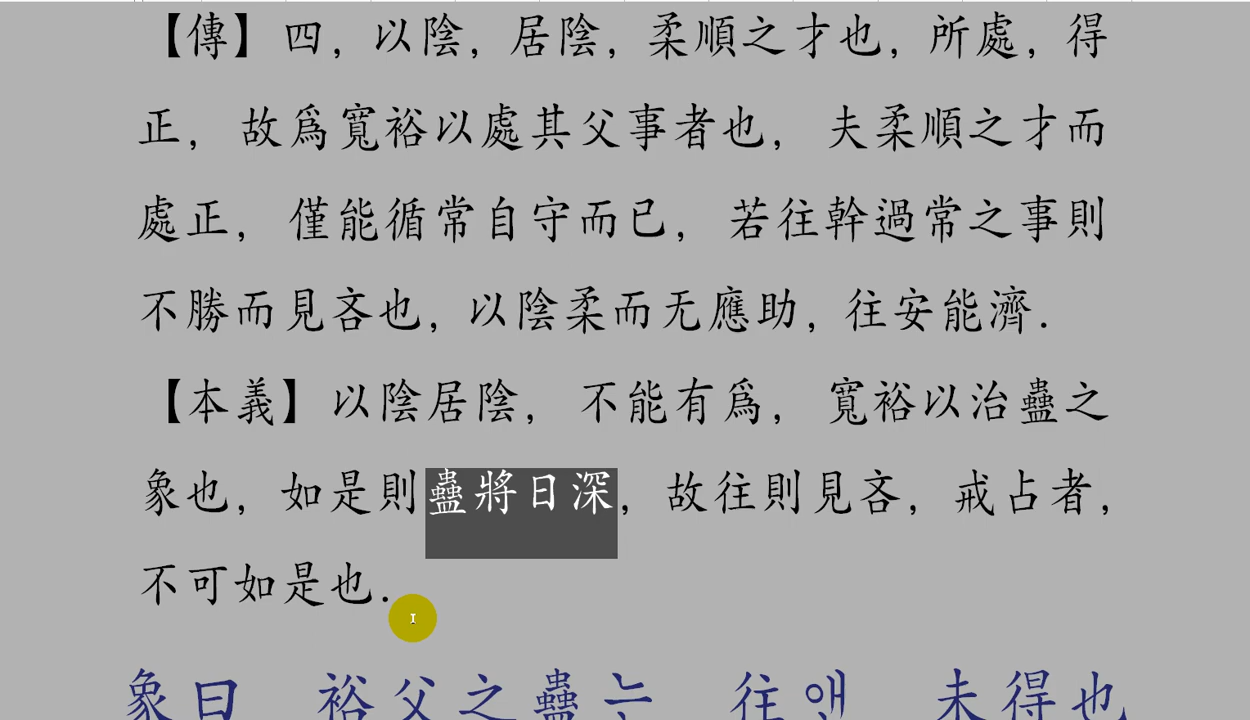 【傳】四, 以陰, 居陰, 柔順之才也, 所處, 得
正, 故爲寬裕以處其父事者也, 夫柔順之才而
處正, 僅能循常自守而已, 若往幹過常之事則
不勝而見吝也, 以陰柔而无應助, 往安能濟.
【本義】以陰居陰, 不能有爲, 寬裕以治蠱之
象也, 如是則蠱將日深, 故往則見吝, 戒占者,
不可如是也.
象曰 裕父之蠱는 往앤 未得也